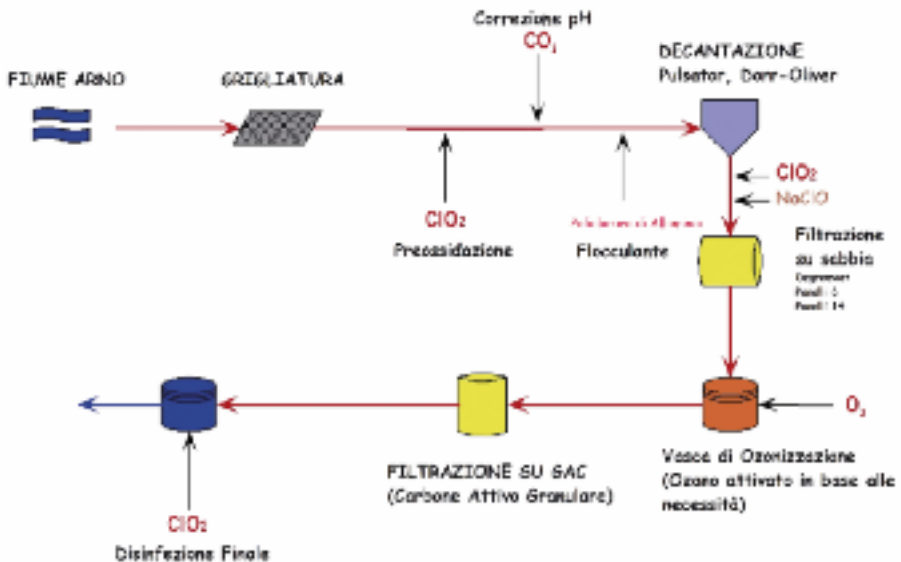 Correzione pH
CO₂
DECANTAZIONE
Pulsator, Dorr-Oliver
FIUME ARNO
GRIGLIATURA
ClO₂
NaClO
ClO₂
Preossidazione
Flocculante
Filtrazione
su sabbia
O₃
Vasca di Ozonizzazione
(Ozono attivato in base alle
necessità)
FILTRAZIONE SU GAC
(Carbone Attivo Granulare)
ClO₂
Disinfezione Finale